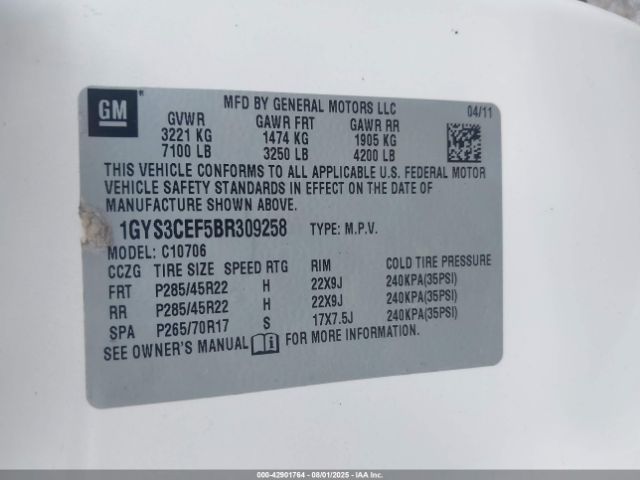 GM
MFD BY GENERAL MOTORS LLC
04/11
GVWR GAWR FRT GAWR RR
3221 KG 1474 KG 1905 KG
7100 LB 3250 LB 4200 LB
THIS VEHICLE CONFORMS TO ALL APPLICABLE U.S. FEDERAL MOTOR
VEHICLE SAFETY STANDARDS IN EFFECT ON THE DATE OF
MANUFACTURE SHOWN ABOVE.
1GYS3CEF5BR309258 TYPE: M.P.V.
MODEL: C10706
CCZG TIRE SIZE SPEED RTG RIM COLD TIRE PRESSURE
FRT P285/45R22 H 22X9J 240KPA(35PSI)
RR P285/45R22 H 22X9J 240KPA(35PSI)
SPA P265/70R17 S 17X7.5J 240KPA(35PSI)
SEE OWNER'S MANUAL FOR MORE INFORMATION.
000-42901764 - 08/01/2025 - IAAI.com